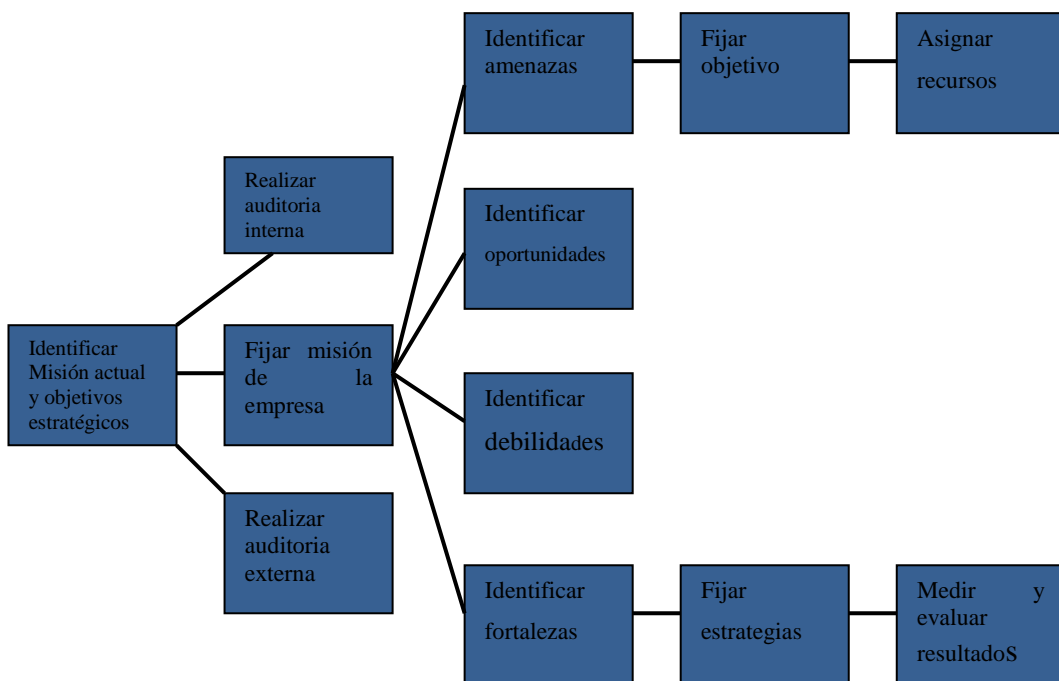 Identificar
amenazas
Fijar
objetivo
Asignar
recursos
Realizar
auditoria
interna
Identificar
oportunidades
Identificar
Misión actual
y objetivos
estratégicos
Fijar misión
de la
empresa
Identificar
debilidades
Realizar
auditoria
externa
Identificar
fortalezas
Fijar
estrategias
Medir y
evaluar
resultadoS